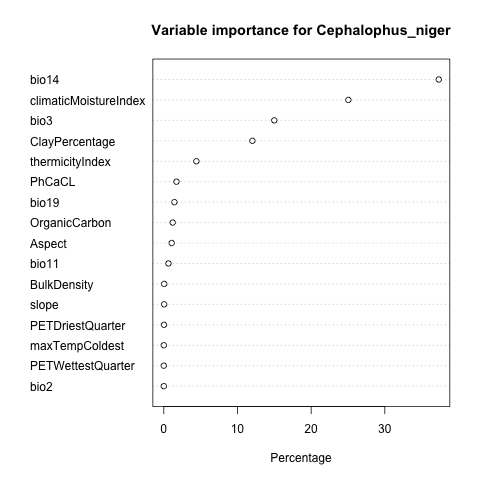 Variable importance for Cephalophus_niger
bio14
climaticMoistureIndex
bio3
ClayPercentage
thermicityIndex
PhCaCL
bio19
OrganicCarbon
Aspect
bio11
BulkDensity
slope
PETDriestQuarter
maxTempColdest
PETWettestQuarter
bio2
0 10 20 30
Percentage